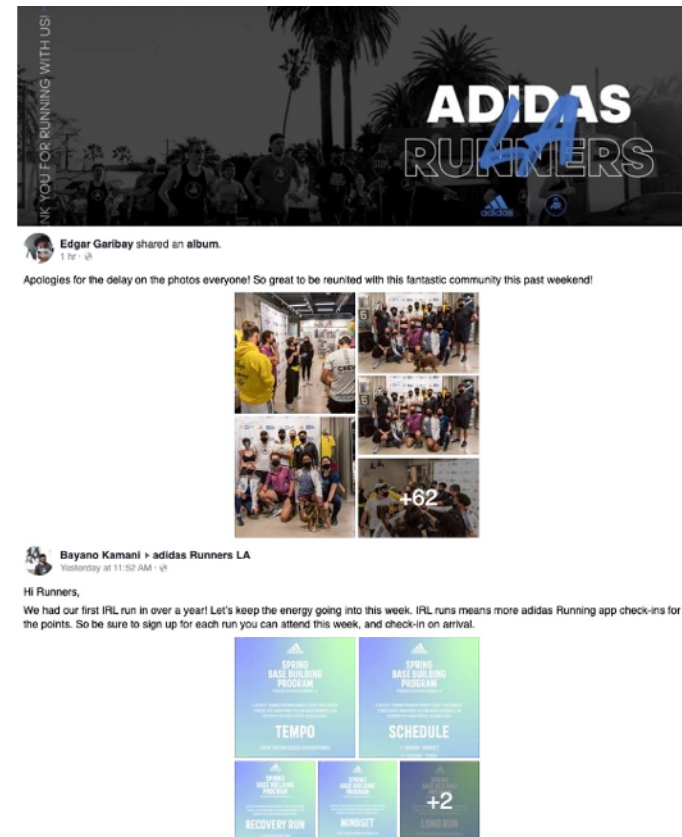 NK YOU FOR RUNNING WITH US!
ADIDAS
LA
RUNNERS
adidas
Edgar Garibay shared an album.
1 hr ·
Apologies for the delay on the photos everyone! So great to be reunited with this fantastic community this past weekend!
+62
Bayano Kamani ▸ adidas Runners LA
Yesterday at 11:52 AM ·
Hi Runners,
We had our first IRL run in over a year! Let's keep the energy going into this week. IRL runs means more adidas Running app check-ins for
the points. So be sure to sign up for each run you can attend this week, and check-in on arrival.
SPRING
BASE BUILDING
PROGRAM
TEMPO
SPRING
BASE BUILDING
PROGRAM
SCHEDULE
SPRING
BASE BUILDING
PROGRAM
RECOVERY RUN
SPRING
BASE BUILDING
PROGRAM
MINDSET
SPRING
BASE BUILDING
PROGRAM
+2
LONG RUN